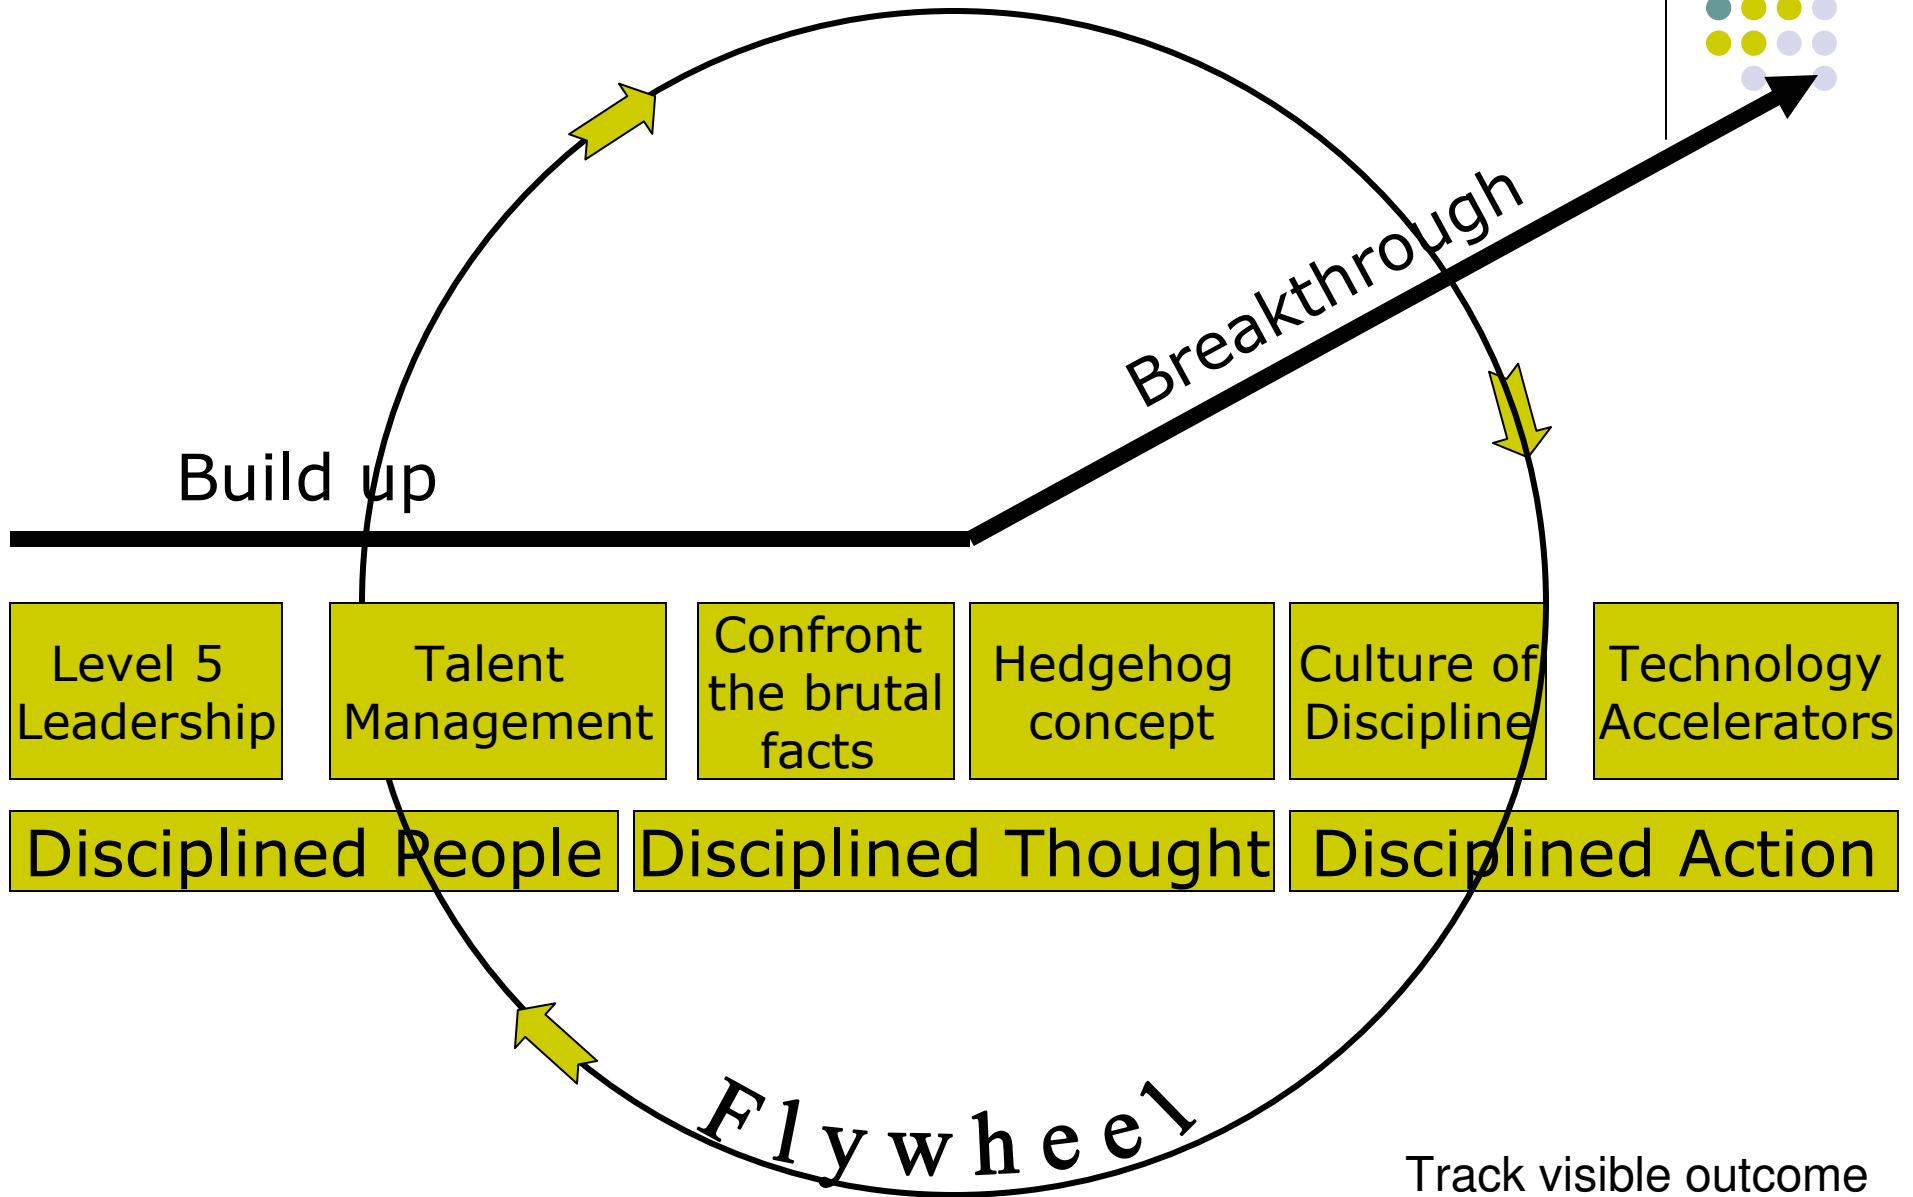 Breakthrough
Build up
Level 5
Leadership
Talent
Management
Confront
the brutal
facts
Hedgehog
concept
Culture of
Discipline
Technology
Accelerators
Disciplined People
Disciplined Thought
Disciplined Action
Flywheel
Track visible outcome